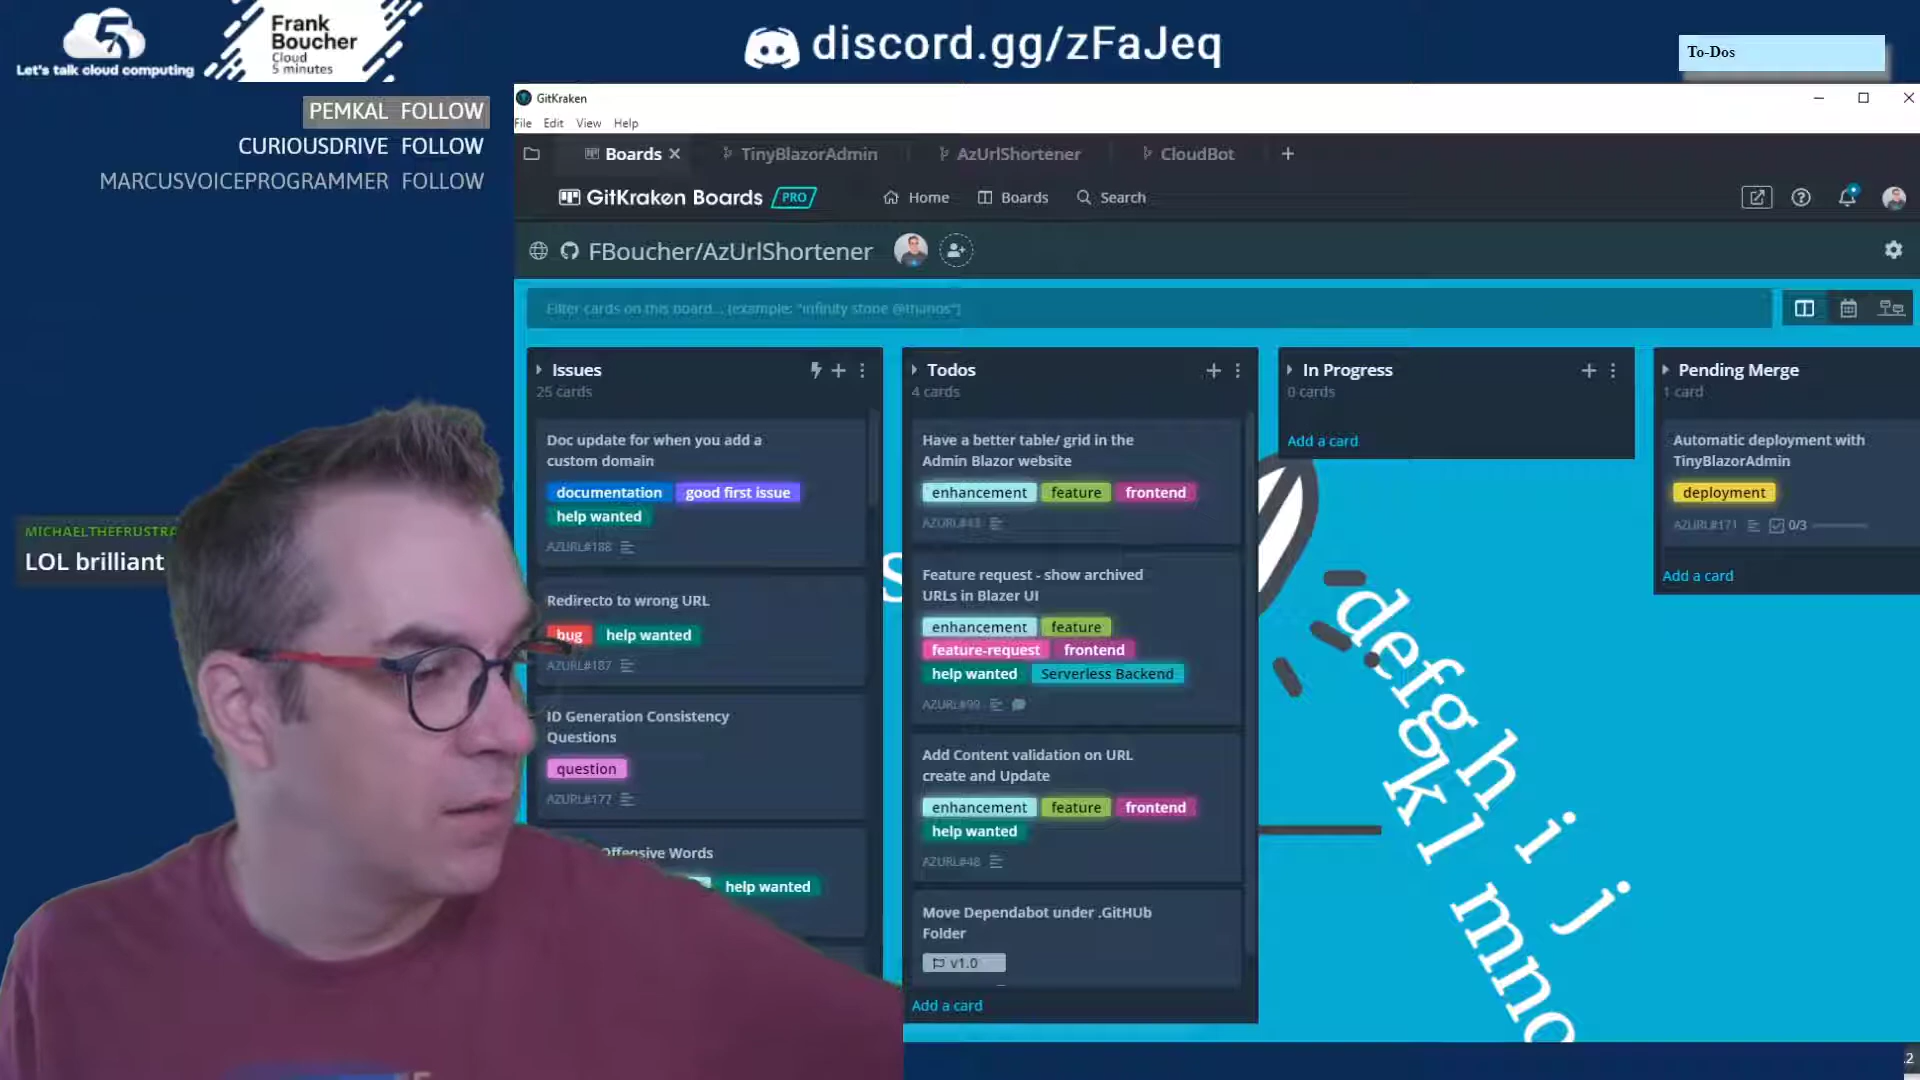 5
Let's talk cloud computing
Frank
Boucher
Cloud
5 minutes
discord.gg/zFaJeq
To-Dos
PEMKAL FOLLOW
CURIOUSDRIVE FOLLOW
MARCUSVOICEPROGRAMMER FOLLOW
MICHAELTHEFRUSTRA
LOL brilliant
GitKraken
File Edit View Help
Boards TinyBlazorAdmin AzUrlShortener CloudBot
GitKraken Boards PRO Home Boards Search
FBoucher/AzUrlShortener
Filter cards on this board... (example: "infinity stone @thanos")
Issues
25 cards
Doc update for when you add a
custom domain
documentation good first issue
help wanted
AZURL#188
Redirecto to wrong URL
bug help wanted
AZURL#187
ID Generation Consistency
Questions
question
AZURL#177
Offensive Words
help wanted
Todos
4 cards
Have a better table/ grid in the
Admin Blazor website
enhancement feature frontend
AZURL#43
Feature request - show archived
URLs in Blazer UI
enhancement feature
feature-request frontend
help wanted Serverless Backend
AZURL#99
Add Content validation on URL
create and Update
enhancement feature frontend
help wanted
AZURL#48
Move Dependabot under .GitHUb
Folder
v1.0
Add a card
In Progress
0 cards
Add a card
Pending Merge
1 card
Automatic deployment with
TinyBlazorAdmin
deployment
AZURL#171 0/3
Add a card
s
defg h i j
k l mno
.2